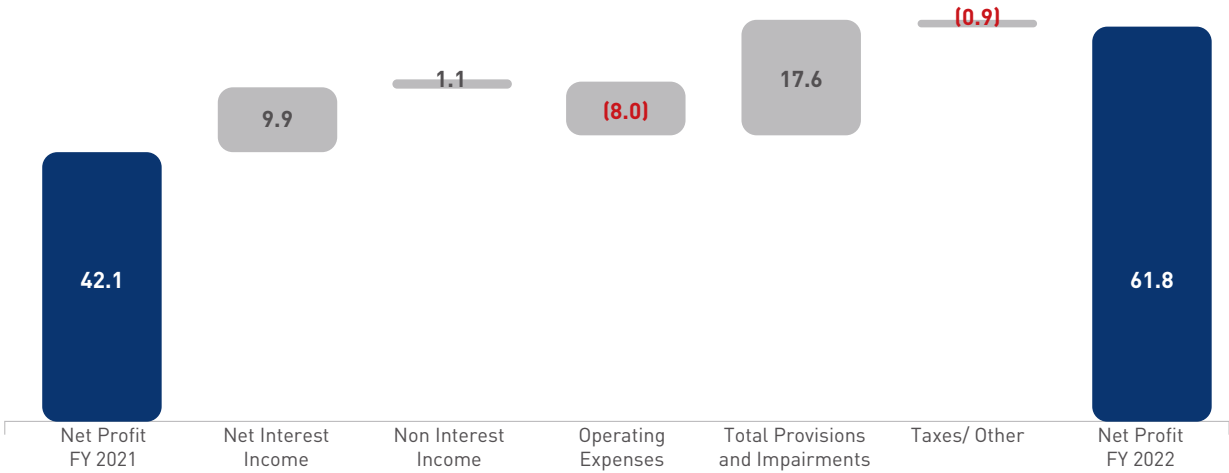 (0.9)
1.1
17.6
9.9
(8.0)
42.1
61.8
Net Profit
FY 2021
Net Interest
Income
Non Interest
Income
Operating
Expenses
Total Provisions
and Impairments
Taxes/ Other
Net Profit
FY 2022